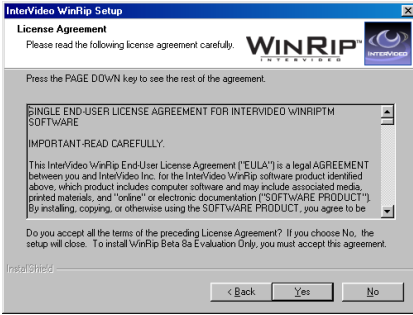 InterVideo WinRip Setup
License Agreement
Please read the following license agreement carefully.
WINRIP™
INTERVIDEO
INTERVIDEO
Press the PAGE DOWN key to see the rest of the agreement.
SINGLE END-USER LICENSE AGREEMENT FOR INTERVIDEO WINRIPTM
SOFTWARE
IMPORTANT-READ CAREFULLY.
This InterVideo WinRip End-User License Agreement ("EULA") is a legal AGREEMENT
between you and InterVideo Inc. for the InterVideo WinRip software product identified
above, which product includes computer software and may include associated media,
printed materials, and "online" or electronic documentation ("SOFTWARE PRODUCT").
By installing, copying, or otherwise using the SOFTWARE PRODUCT, you agree to be
Do you accept all the terms of the preceding License Agreement? If you choose No, the
setup will close. To install WinRip Beta 8a Evaluation Only, you must accept this agreement.
InstallShield
< Back
Yes
No